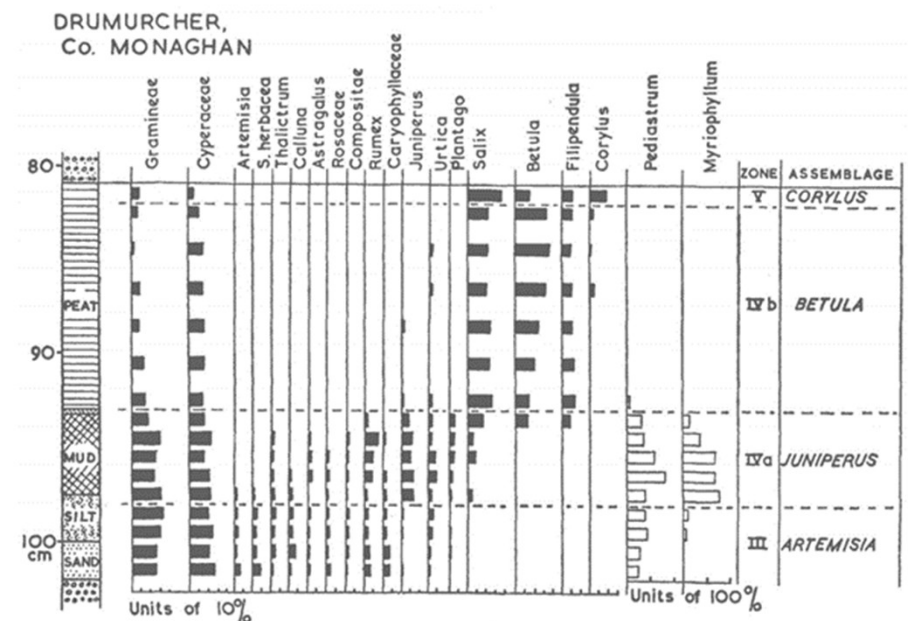 DRUMURCHER,
Co. MONAGHAN
Gramineae
Cyperaceae
Artemisia
S. herbacea
Thalictrum
Calluna
Astragalus
Rosaceae
Compositae
Rumex
Caryophyllaceae
Juniperus
Urtica
Plantago
Salix
Betula
Filipendula
Corylus
Pediastrum
Myriophyllum
ZONE ASSEMBLAGE
80
V CORYLUS
PEAT
IVb BETULA
90
MUD
IVa JUNIPERUS
SILT
100
cm
III ARTEMISIA
SAND
Units of 10%
Units of 100%